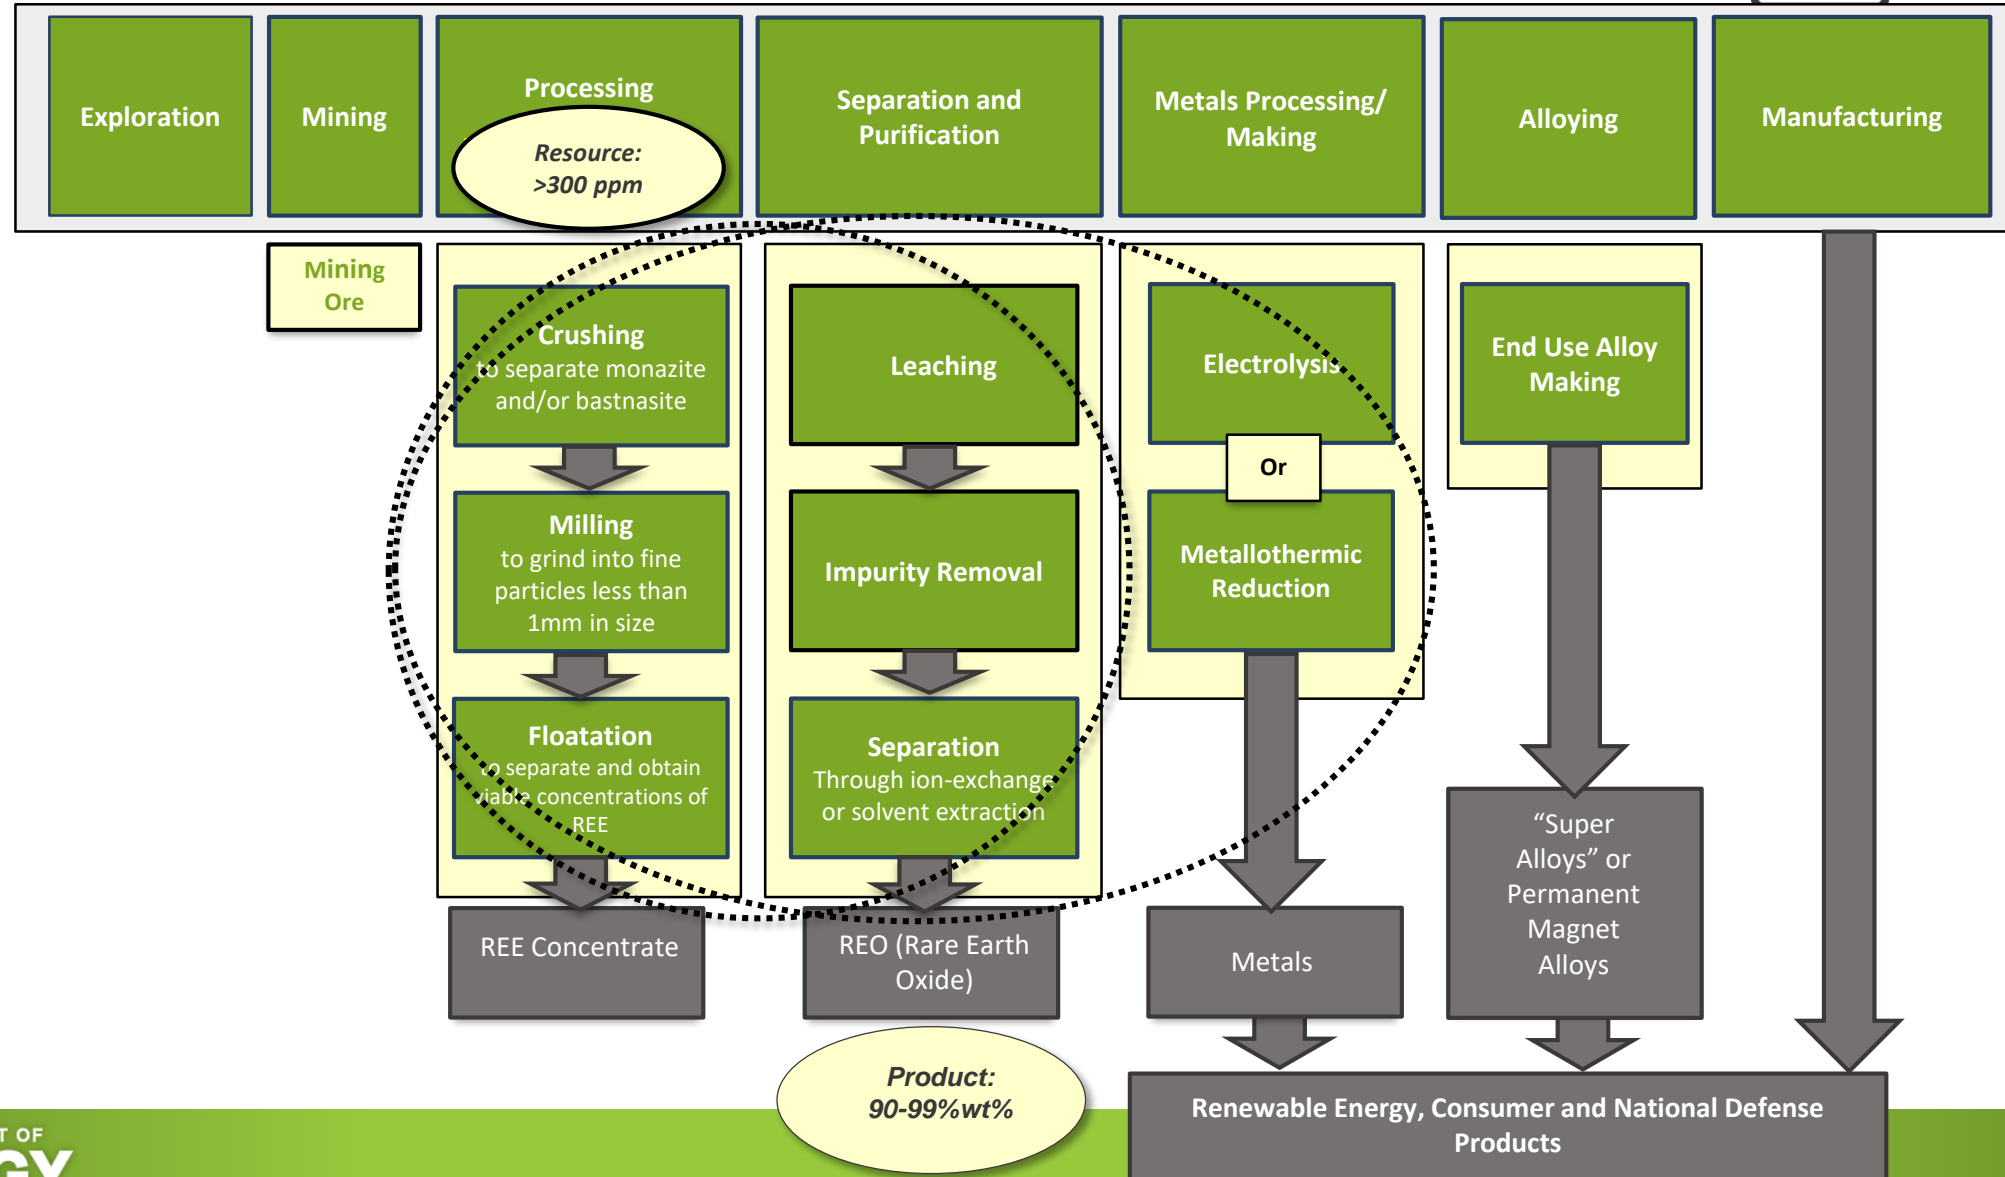 Exploration
Mining
Processing
Resource:
>300 ppm
Separation and
Purification
Metals Processing/
Making
Alloying
Manufacturing
Mining
Ore
Crushing
to separate monazite
and/or bastnasite
Milling
to grind into fine
particles less than
1mm in size
Floatation
to separate and obtain
viable concentrations of
REE
REE Concentrate
Leaching
Impurity Removal
Separation
Through ion-exchange
or solvent extraction
REO (Rare Earth
Oxide)
Product:
90-99%wt%
Electrolysis
Or
Metallothermic
Reduction
Metals
End Use Alloy
Making
“Super
Alloys” or
Permanent
Magnet
Alloys
Renewable Energy, Consumer and National Defense
Products
T OF
GY